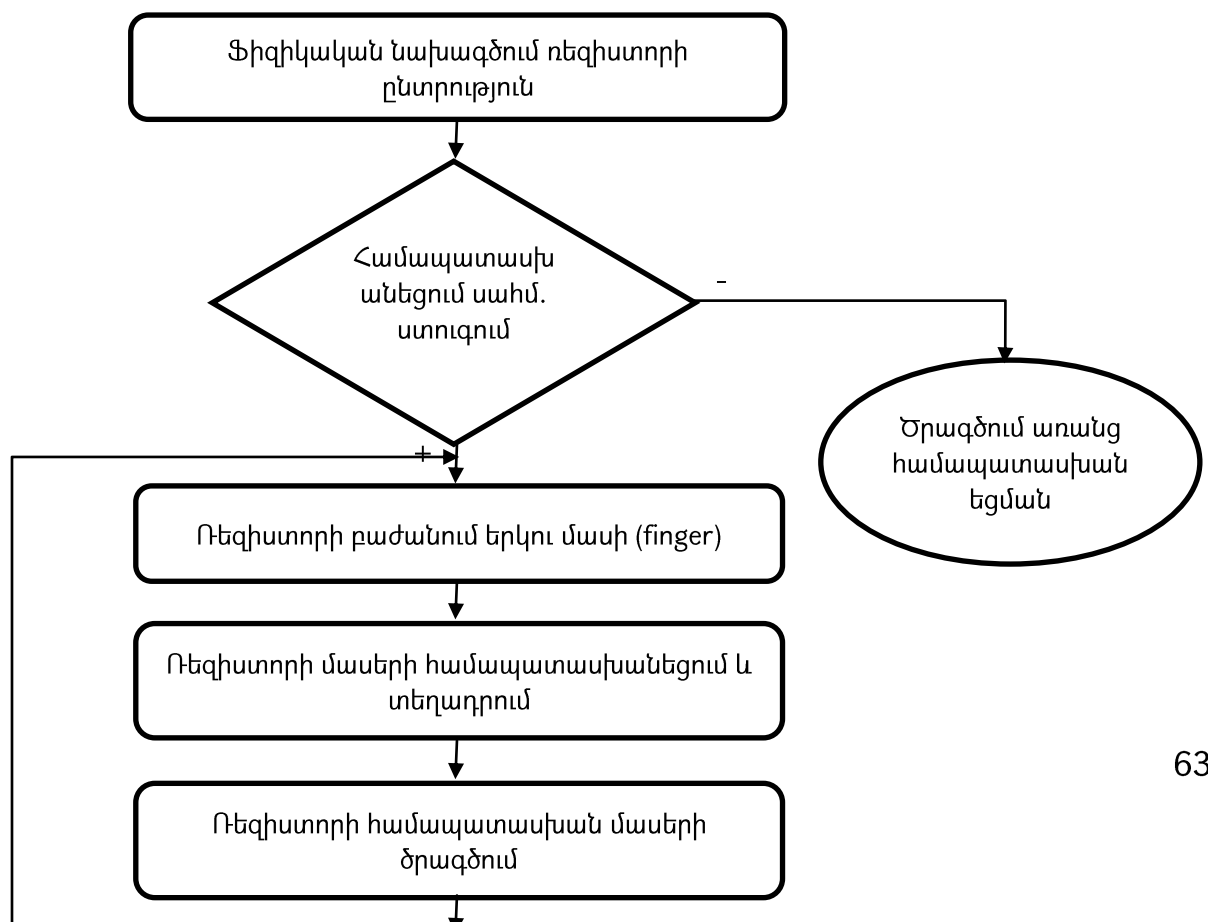 Ֆիզիկական նախագծում ռեզիստորի
ընտրություն
Համապատասխ
անեցում սահմ.
ստուգում
-
Ծրագծում առանց
համապատասխան
եցման
+
Ռեզիստորի բաժանում երկու մասի (finger)
Ռեզիստորի մասերի համապատասխանեցում և
տեղադրում
63
Ռեզիստորի համապատասխան մասերի
ծրագծում